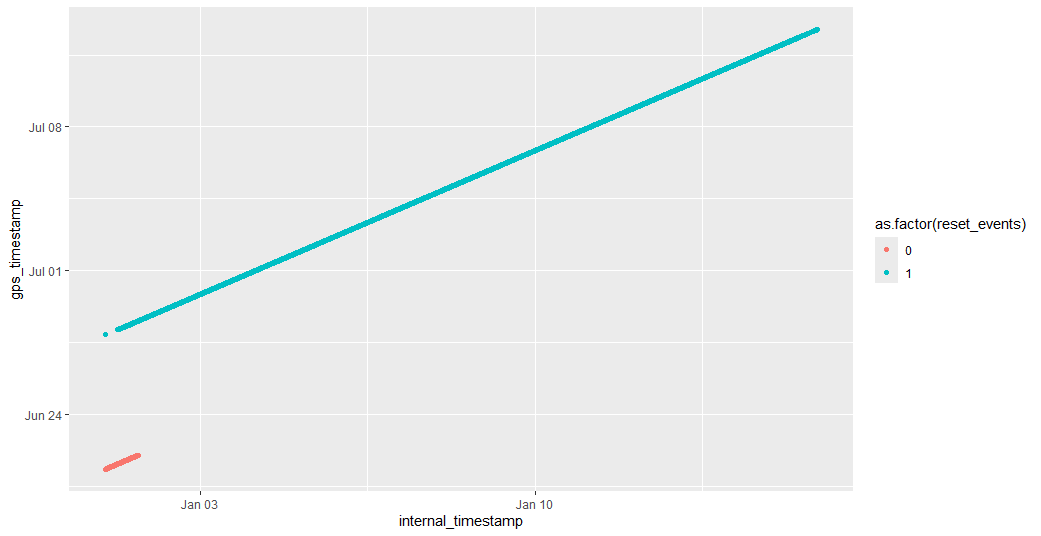 Jul 08
Jul 01
Jun 24
gps_timestamp
Jan 03
Jan 10
internal_timestamp
as.factor(reset_events)
0
1